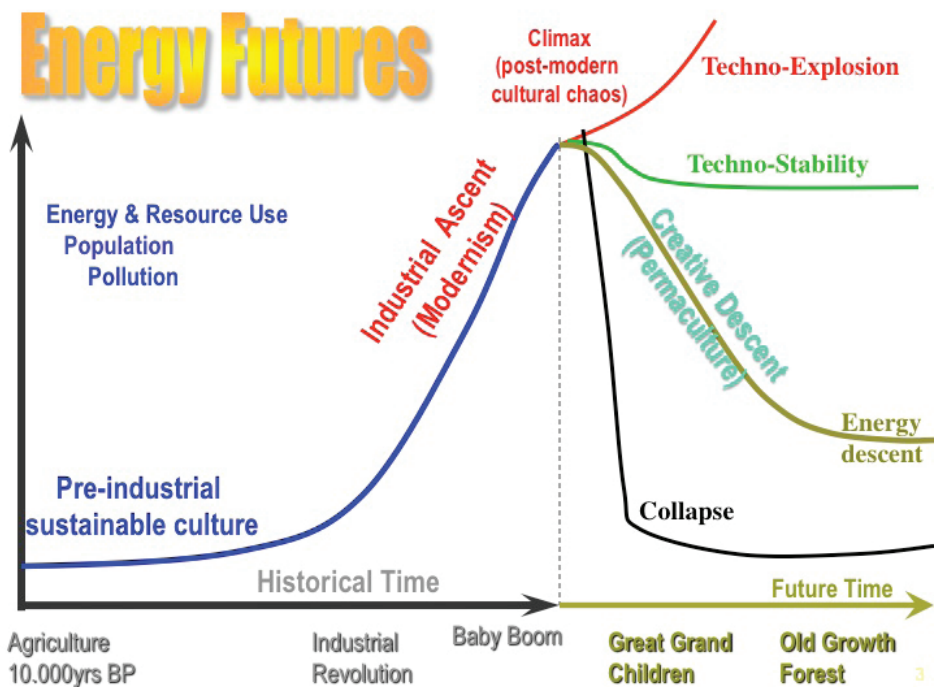 Energy Futures
Climax
(post-modern
cultural chaos)
Techno-Explosion
Techno-Stability
Energy & Resource Use
Population
Pollution
Industrial Ascent
(Modernism)
Creative Descent
(Permaculture)
Energy
descent
Pre-industrial
sustainable culture
Collapse
Historical Time
Future Time
Agriculture
10.000yrs BP
Industrial
Revolution
Baby Boom
Great Grand
Children
Old Growth
Forest
3